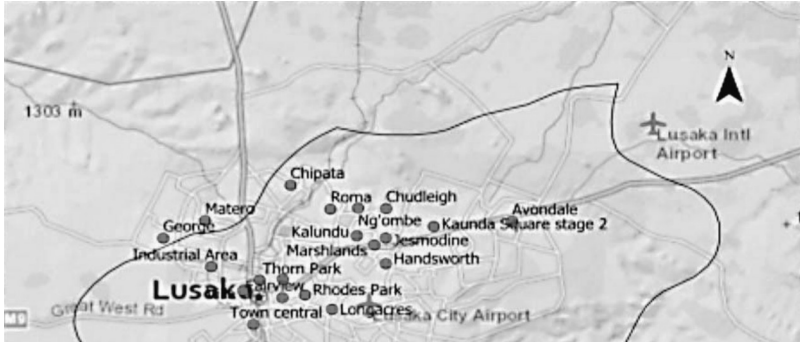 N
1303 m
Lusaka Intl
Airport
Chipata
Roma
Chudleigh
Matero
Avondale
George
Ng'ombe
Kaunda Square stage 2
Kalundu
Jesmodine
Marshlands
Industrial Area
Handsworth
Thorn Park
Lusaka
Fairview
Rhodes Park
Great West Rd
Town central
Longacres
Lusaka City Airport